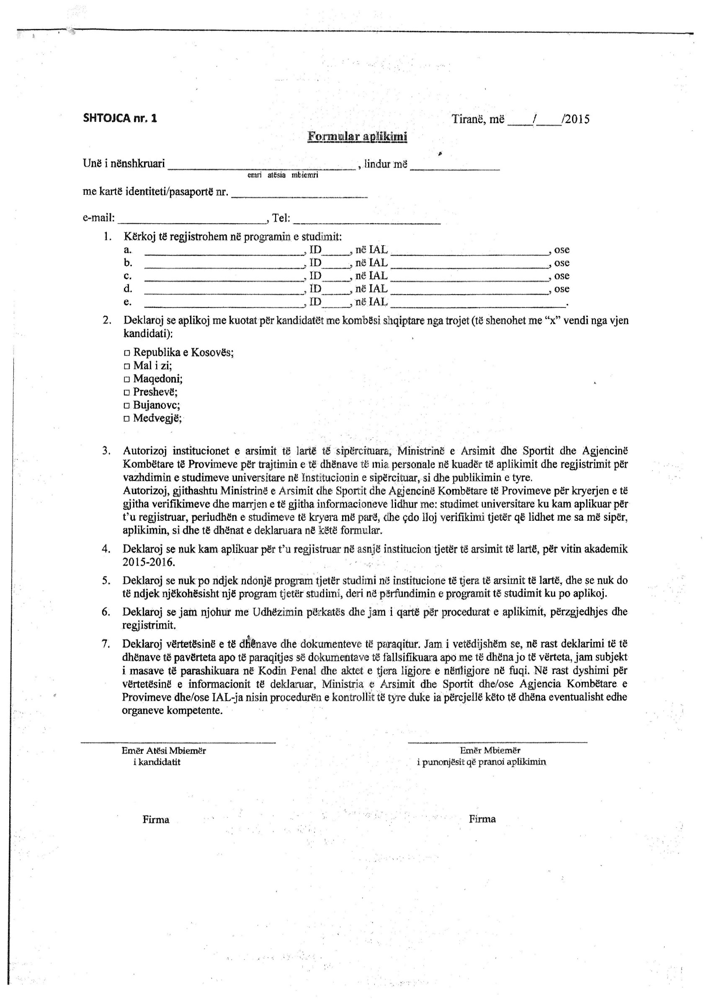 SHTOJCA nr. 1
Tiranë, më ____/____/2015
Formular aplikimi
Unë i nënshkruari ______________________________, lindur më ______________
emri atësia mbiemri
me kartë identiteti/pasaportë nr. ______________________
e-mail: ________________________, Tel: ________________________
1. Kërkoj të regjistrohem në programin e studimit:
a. __________________________, ID_____, në IAL __________________________, ose
b. __________________________, ID_____, në IAL __________________________, ose
c. __________________________, ID_____, në IAL __________________________, ose
d. __________________________, ID_____, në IAL __________________________, ose
e. __________________________, ID_____, në IAL ____________________________.
2. Deklaroj se aplikoj me kuotat për kandidatët me kombësi shqiptare nga trojet (të shenohet me “x” vendi nga vjen
kandidati):
□ Republika e Kosovës;
□ Mal i zi;
□ Maqedoni;
□ Preshevë;
□ Bujanovc;
□ Medvegjë;
3. Autorizoj institucionet e arsimit të lartë të sipërcituara, Ministrinë e Arsimit dhe Sportit dhe Agjencinë
Kombëtare të Provimeve për trajtimin e të dhënave të mia personale në kuadër të aplikimit dhe regjistrimit për
vazhdimin e studimeve universitare në Institucionin e sipërcituar, si dhe publikimin e tyre.
Autorizoj, gjithashtu Ministrinë e Arsimit dhe Sportit dhe Agjencinë Kombëtare të Provimeve për kryerjen e të
gjitha verifikimeve dhe marrjen e të gjitha informacioneve lidhur me: studimet universitare ku kam aplikuar për
t’u regjistruar, periudhën e studimeve të kryera më parë, dhe çdo lloj verifikimi tjetër që lidhet me sa më sipër,
aplikimin, si dhe të dhënat e deklaruara në këtë formular.
4. Deklaroj se nuk kam aplikuar për t’u regjistruar në asnjë institucion tjetër të arsimit të lartë, për vitin akademik
2015-2016.
5. Deklaroj se nuk po ndjek ndonjë program tjetër studimi në institucione të tjera të arsimit të lartë, dhe se nuk do
të ndjek njëkohësisht një program tjetër studimi, deri në përfundimin e programit të studimit ku po aplikoj.
6. Deklaroj se jam njohur me Udhëzimin përkatës dhe jam i qartë për procedurat e aplikimit, përzgjedhjes dhe
regjistrimit.
7. Deklaroj vërtetësinë e të dhënave dhe dokumenteve të paraqitur. Jam i vetëdijshëm se, në rast deklarimi të të
dhënave të pavërteta apo të paraqitjes së dokumentave të fallsifikuara apo me të dhëna jo të vërteta, jam subjekt
i masave të parashikuara në Kodin Penal dhe aktet e tjera ligjore e nënligjore në fuqi. Në rast dyshimi për
vërtetësinë e informacionit të deklaruar, Ministria e Arsimit dhe Sportit dhe/ose Agjencia Kombëtare e
Provimeve dhe/ose IAL-ja nisin procedurën e kontrollit të tyre duke ia përcjellë këto të dhëna eventualisht edhe
organeve kompetente.
Emër Atësi Mbiemër
i kandidatit
Emër Mbiemër
i punonjësit që pranoi aplikimin
Firma
Firma